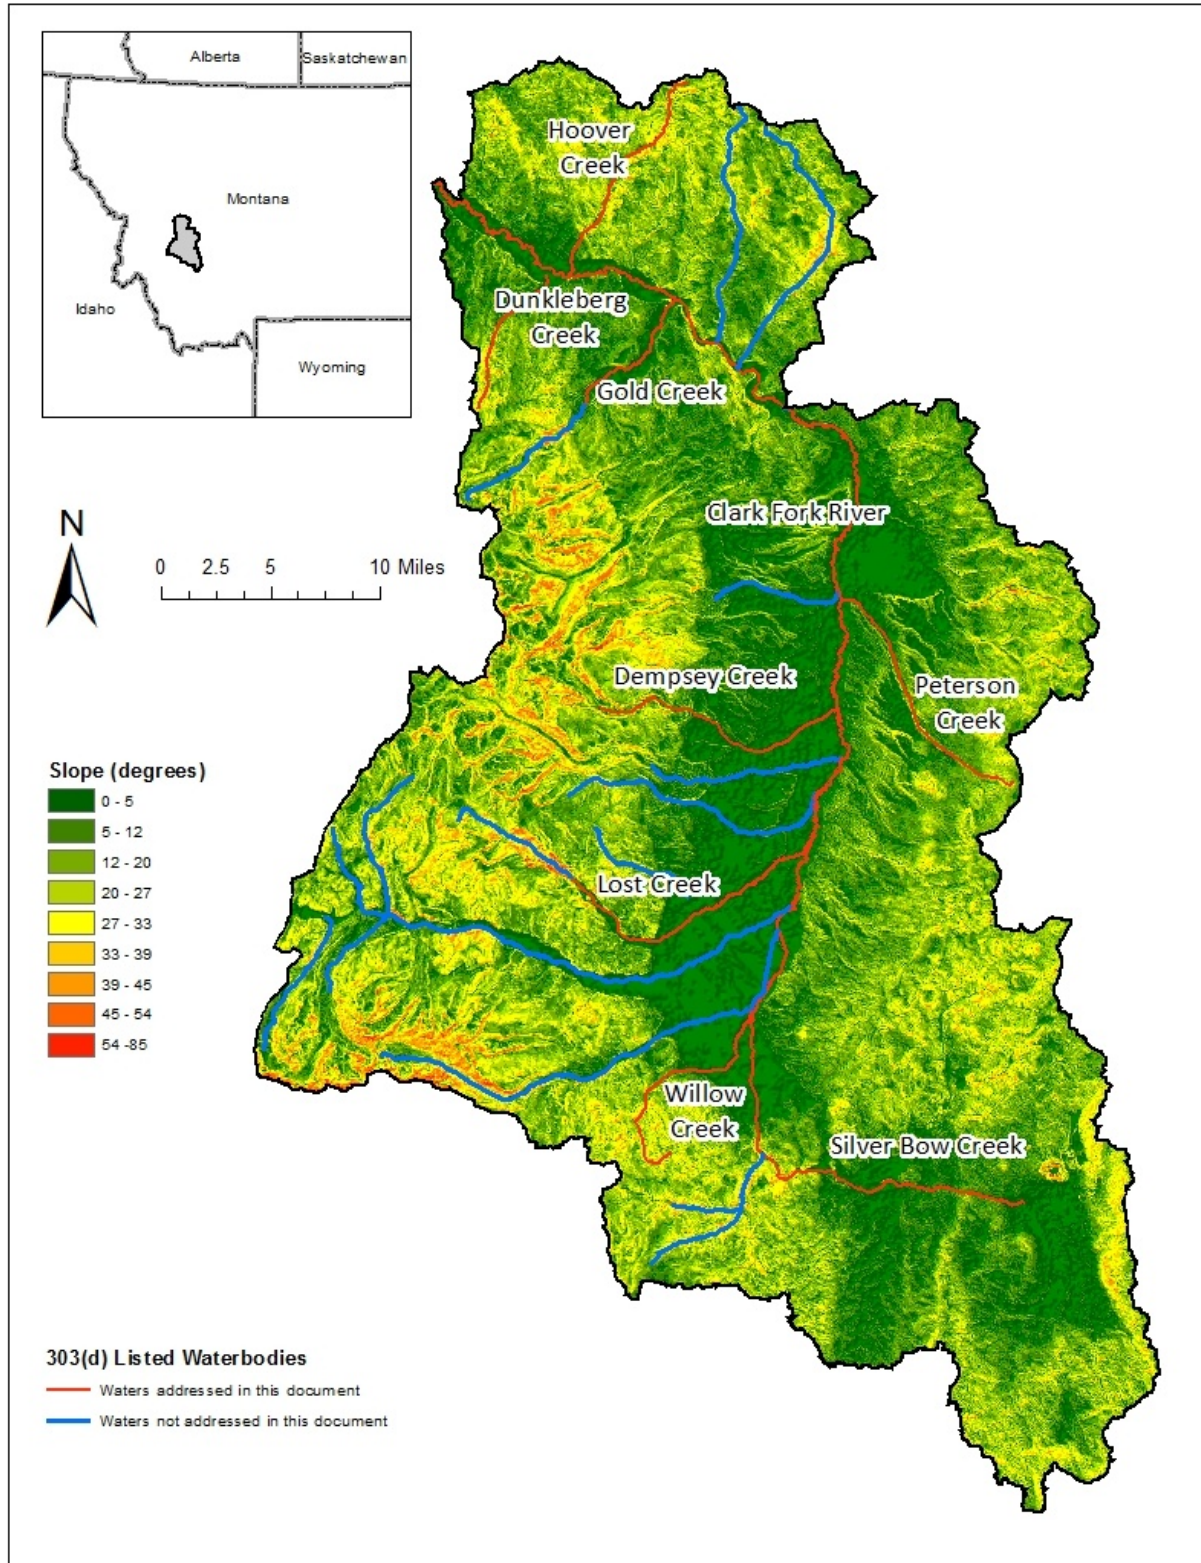 Alberta
Saskatchewan
Montana
Idaho
Wyoming
Hoover
Creek
Dunkleberg
Creek
Gold Creek
Clark Fork River
N
0 2.5 5 10 Miles
Dempsey Creek
Peterson
Creek
Slope (degrees)
0 - 5
5 - 12
12 - 20
20 - 27
27 - 33
33 - 39
39 - 45
45 - 54
54 -85
Lost Creek
Willow
Creek
Silver Bow Creek
303(d) Listed Waterbodies
Waters addressed in this document
Waters not addressed in this document